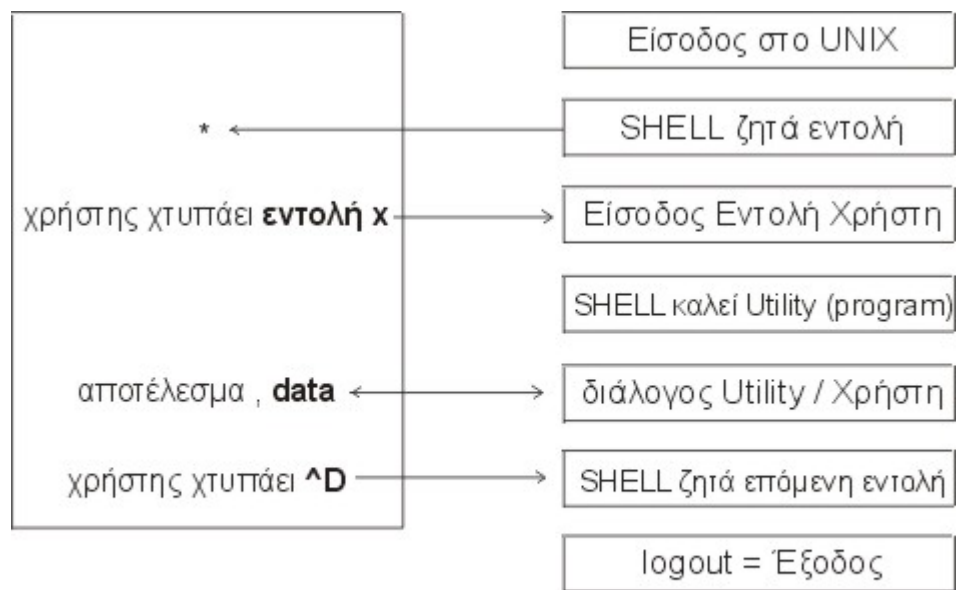 Είσοδος στο UNIX
*
SHELL ζητά εντολή
χρήστης χτυπάει εντολή x
Είσοδος Εντολή Χρήστη
SHELL καλεί Utility (program)
αποτέλεσμα , data
διάλογος Utility / Χρήστη
χρήστης χτυπάει ^D
SHELL ζητά επόμενη εντολή
logout = Έξοδος